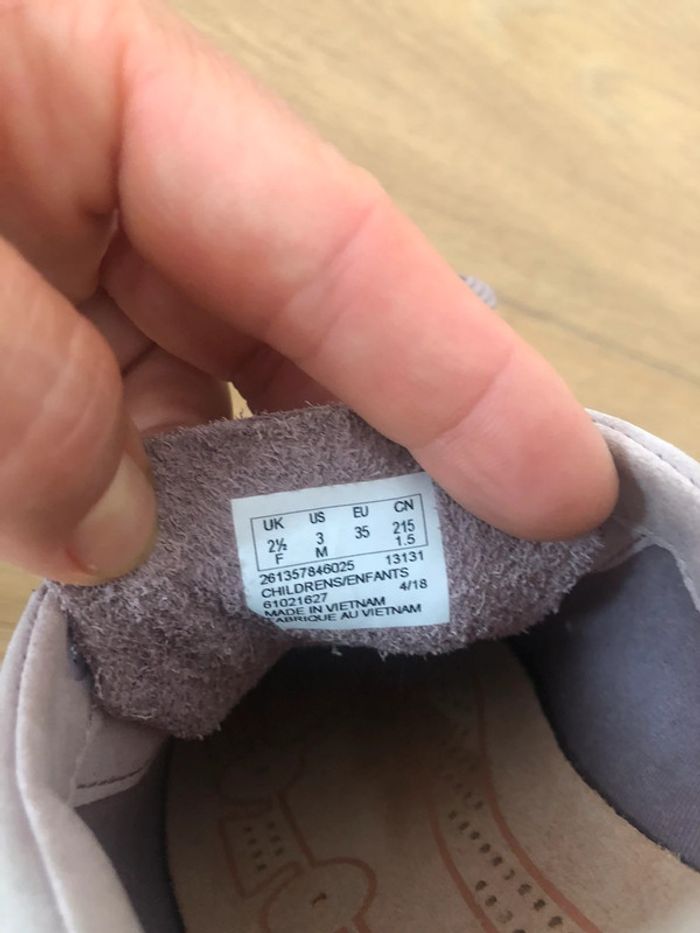 UK US EU CN
2½ 3 35 215
F M 1.5
261357846025 13131
CHILDRENS/ENFANTS
61021627 4/18
MADE IN VIETNAM
FABRIQUE AU VIETNAM